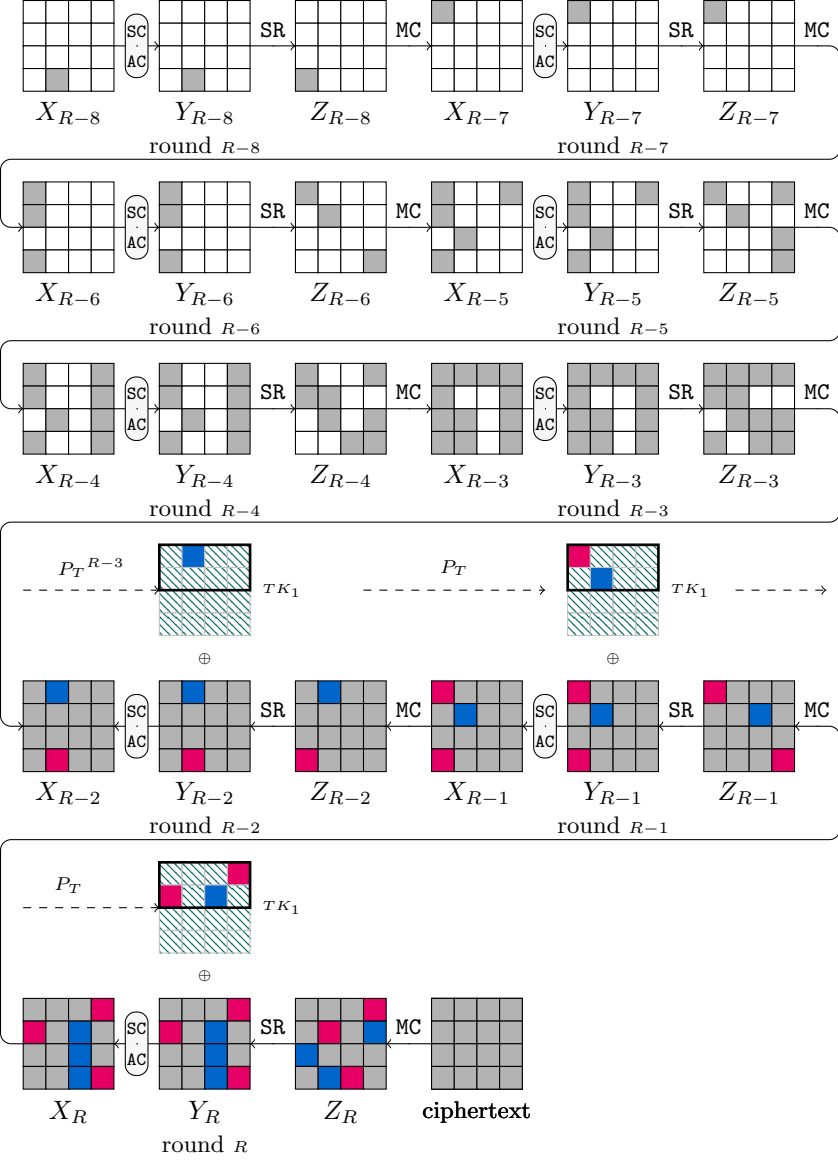 SC SR MC SC SR MC
. .
AC AC
X_{R−8} Y_{R−8} Z_{R−8} X_{R−7} Y_{R−7} Z_{R−7}
round R−8 round R−7
SC SR MC SC SR MC
. .
AC AC
X_{R−6} Y_{R−6} Z_{R−6} X_{R−5} Y_{R−5} Z_{R−5}
round R−6 round R−5
SC SR MC SC SR MC
. .
AC AC
X_{R−4} Y_{R−4} Z_{R−4} X_{R−3} Y_{R−3} Z_{R−3}
round R−4 round R−3
P_T^{R−3} TK_1 P_T TK_1
⊕ ⊕
SC SR MC SC SR MC
. .
AC AC
X_{R−2} Y_{R−2} Z_{R−2} X_{R−1} Y_{R−1} Z_{R−1}
round R−2 round R−1
P_T TK_1
⊕
SC SR MC
.
AC
X_R Y_R Z_R ciphertext
round R